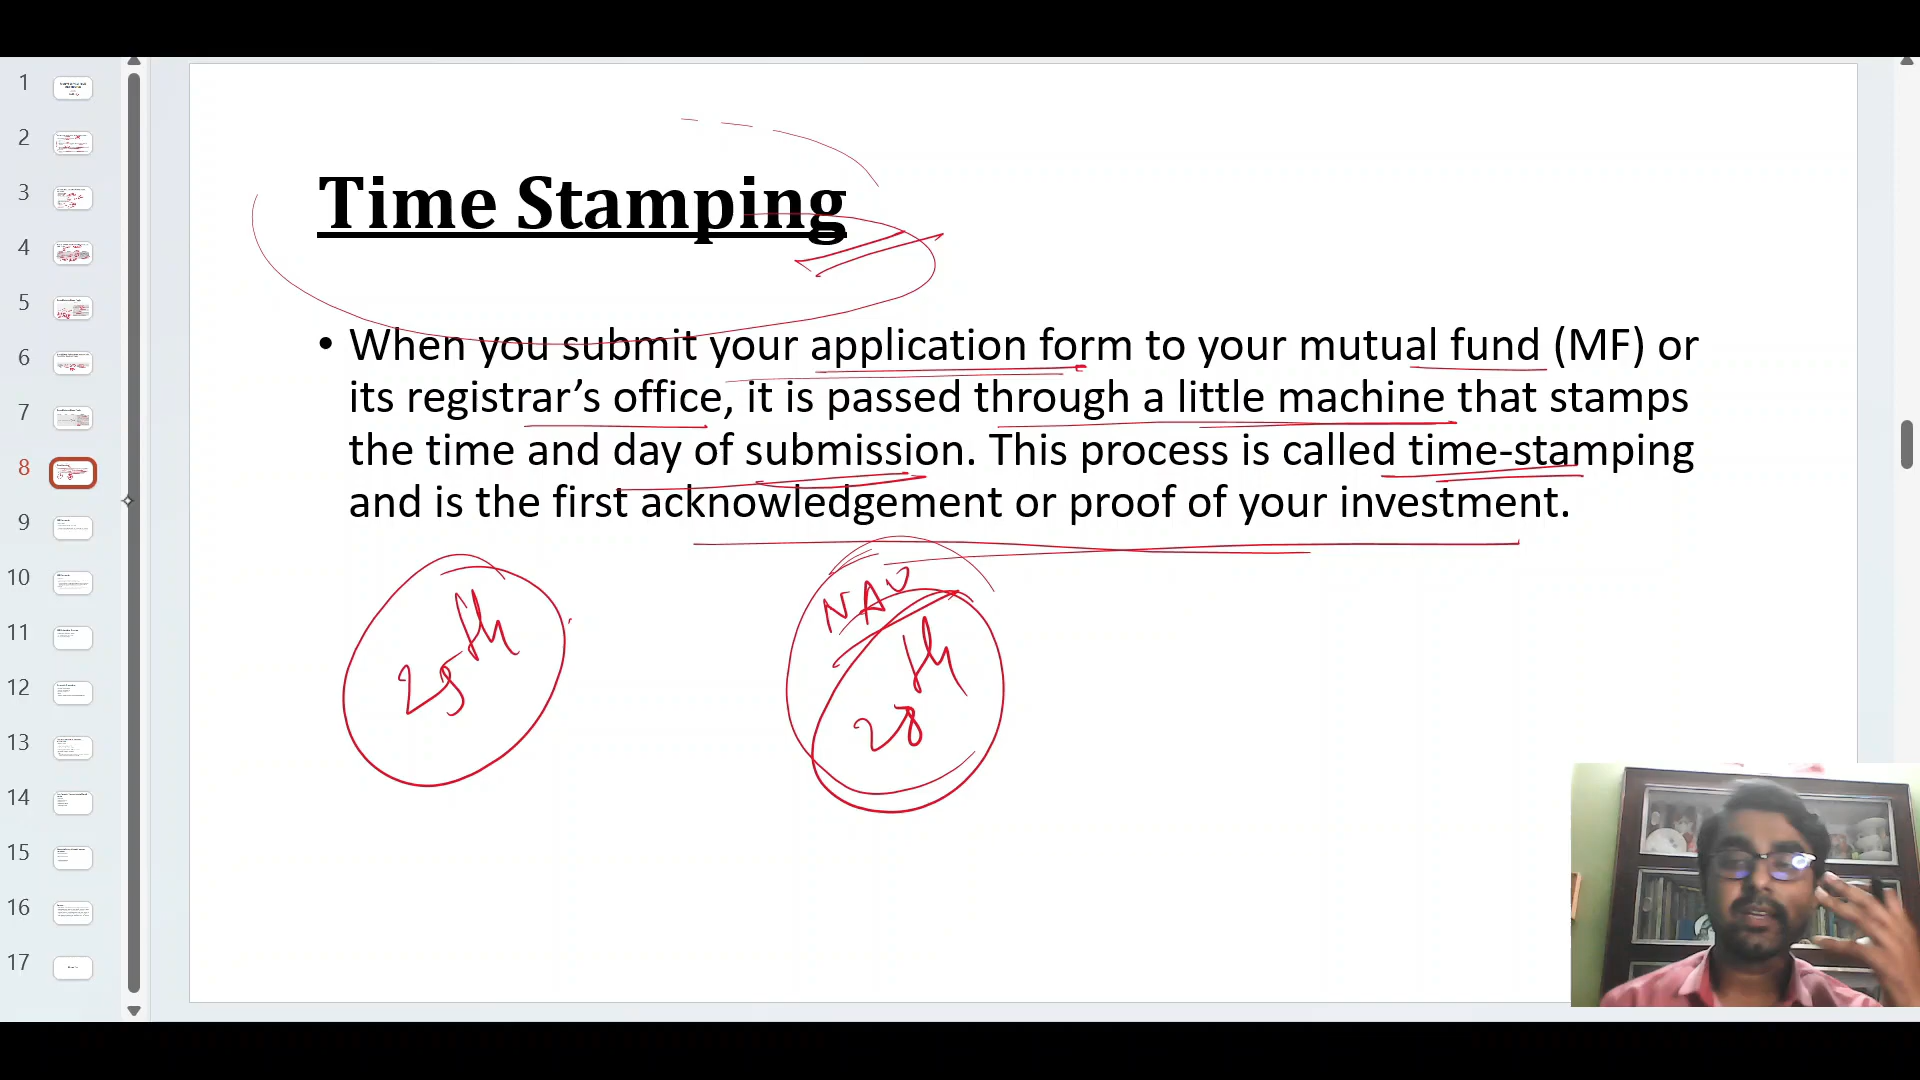 1
2
3
4
5
6
7
8
9
10
11
12
13
14
15
16
17
Time Stamping
• When you submit your application form to your mutual fund (MF) or
its registrar’s office, it is passed through a little machine that stamps
the time and day of submission. This process is called time-stamping
and is the first acknowledgement or proof of your investment.
25th
NAV
28th